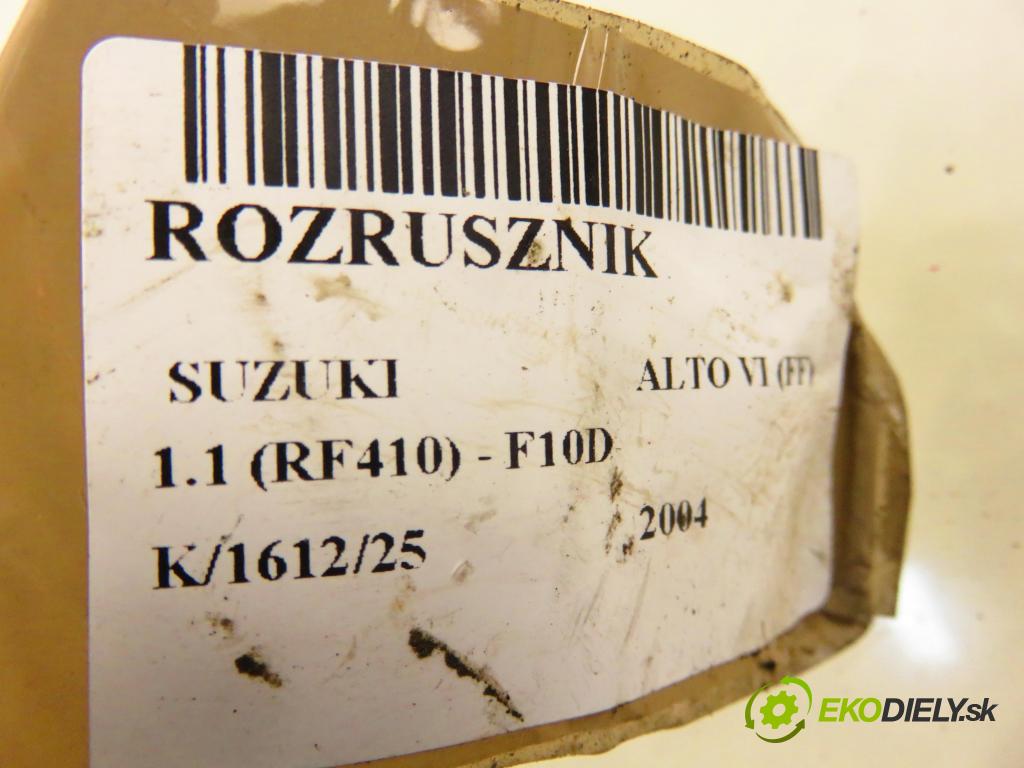 ROZRUSZNIK
SUZUKI ALTO VI (FF)
1.1 (RF410) - F10D
K/1612/25 2004
EKODIELY.sk